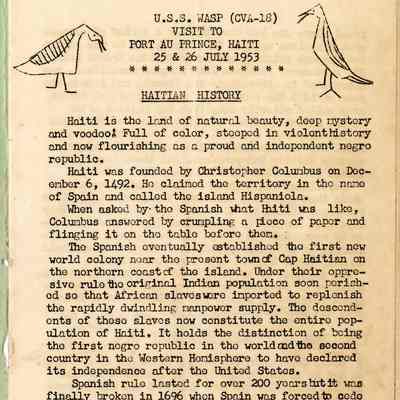 U.S.S. WASP (CVA-18)
VISIT TO
PORT AU PRINCE, HAITI
25 & 26 JULY 1953
* * * * * * * * * * * * * *
HAITIAN HISTORY
Haiti is the land of natural beauty, deep mystery
and voodoo! Full of color, steeped in violenthistory
and now flourishing as a proud and independent negro
republic.
Haiti was founded by Christopher Columbus on Dec-
ember 6, 1492. He claimed the territory in the name
of Spain and called the island Hispaniola.
When asked by the Spanish what Haiti was like,
Columbus answered by crumpling a piece of paper and
flinging it on the table before them.
The Spanish eventually established the first new
world colony near the present town of Cap Haitian on
the northern coast of the island. Under their oppre-
sive rule the original Indian population soon perish-
ed so that African slaves were imported to replenish
the rapidly dwindling manpower supply. The descend-
ents of these slaves now constitute the entire pop-
ulation of Haiti. It holds the distinction of being
the first negro republic in the world and the second
country in the Western Hemisphere to have declared
its independence after the United States.
Spanish rule lasted for over 200 years but it was
finally broken in 1696 when Spain was forced to cede